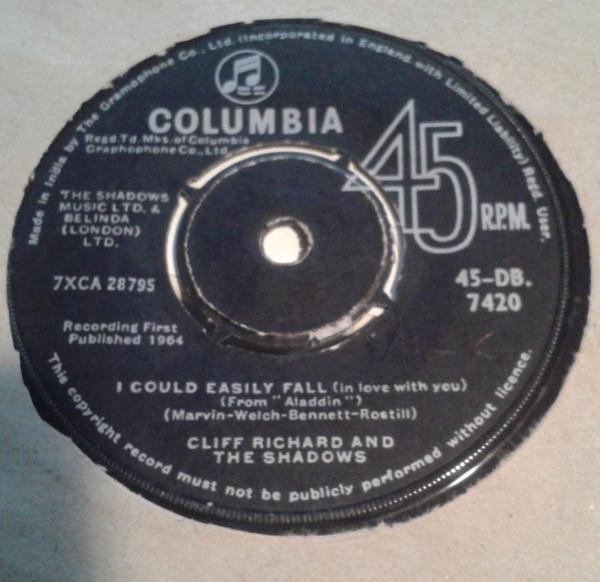 Made in India by The Gramophone Co., Ltd. (Incorporated in England with Limited Liability) Regd. User.
COLUMBIA
Regd. Td. Mks. of Columbia
Graphophone Co., Ltd.
45
R.P.M.
THE SHADOWS
MUSIC LTD. &
BELINDA
(LONDON)
LTD.
7XCA 28795
45-DB.
7420
Recording First
Published 1964
I COULD EASILY FALL (in love with you)
(From "Aladdin")
(Marvin-Welch-Bennett-Rostill)
CLIFF RICHARD AND
THE SHADOWS
This copyright record must not be publicly performed without licence.